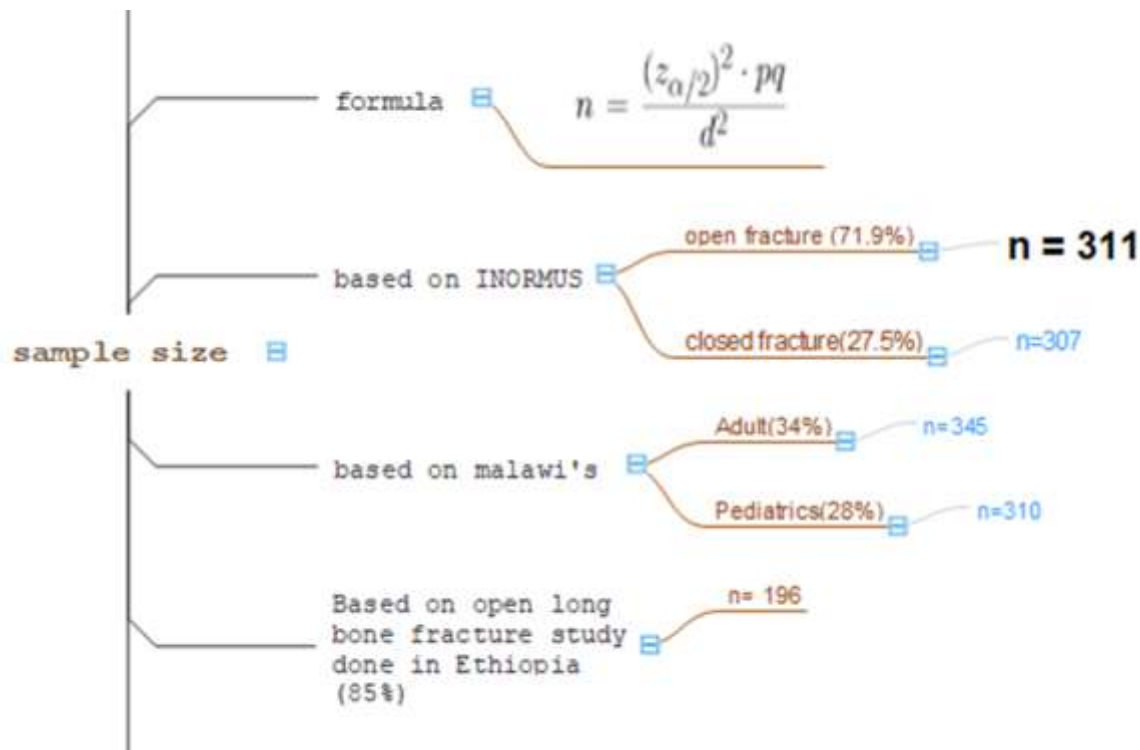 formula
n = (z_{α/2})² · pq / d²
open fracture (71.9%)
n = 311
based on INORMUS
closed fracture(27.5%)
n=307
sample size
Adult(34%)
n=345
based on malawi's
Pediatrics(28%)
n=310
n= 196
Based on open long
bone fracture study
done in Ethiopia
(85%)